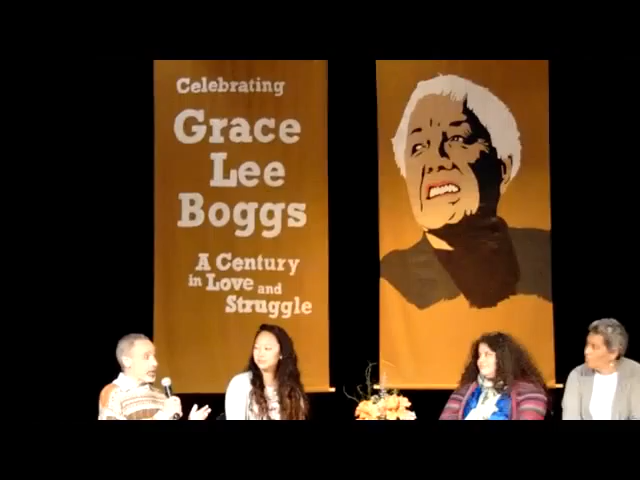 Celebrating
Grace
Lee
Boggs
A Century
in Love and
Struggle